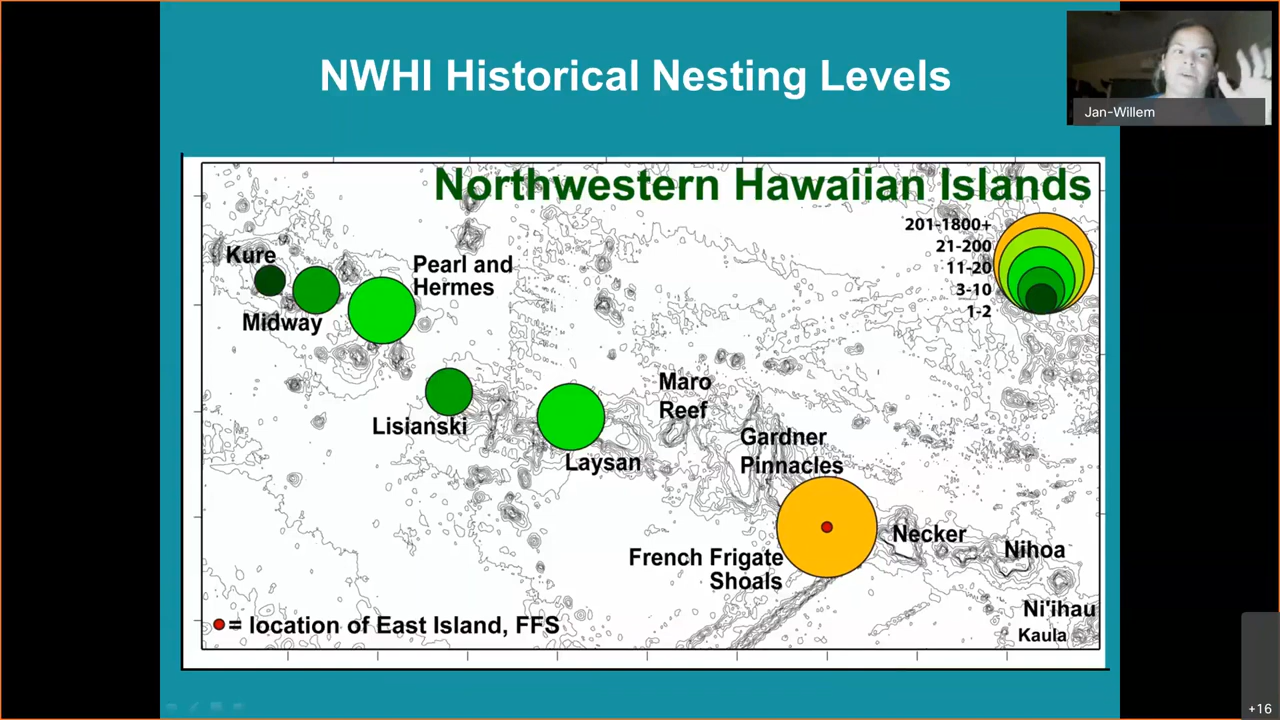 NWHI Historical Nesting Levels
Jan-Willem
Northwestern Hawaiian Islands
201-1800+
21-200
11-20
3-10
1-2
Kure
Midway
Pearl and
Hermes
Lisianski
Laysan
Maro
Reef
Gardner
Pinnacles
French Frigate
Shoals
Necker
Nihoa
Ni'ihau
Kaula
= location of East Island, FFS
+16